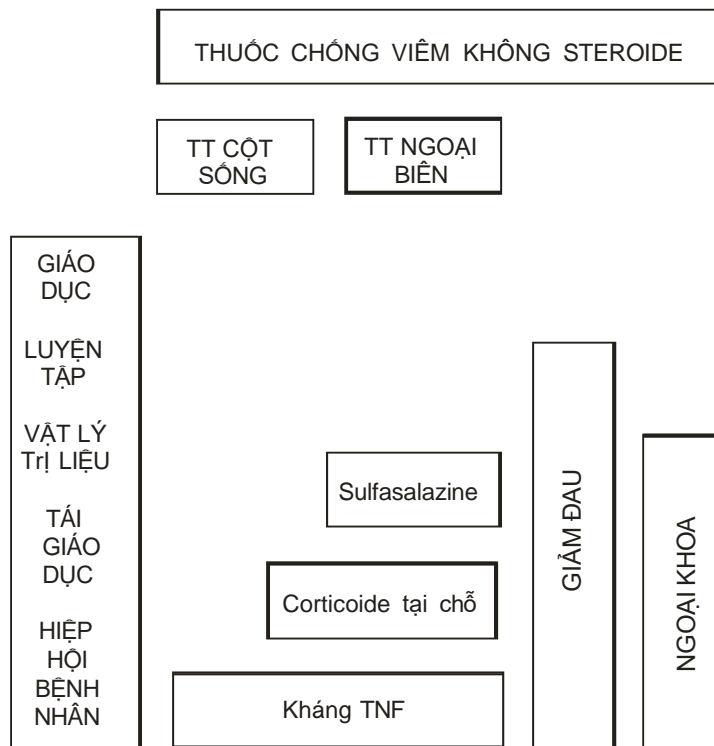 THUỐC CHỐNG VIÊM KHÔNG STEROIDE
TT CỘT
SỐNG
TT NGOẠI
BIÊN
GIÁO
DỤC
LUYỆN
TẬP
VẬT LÝ
TrỊ LIỆU
TÁI
GIÁO
DỤC
HIỆP
HỘI
BỆNH
NHÂN
Sulfasalazine
Corticoide tại chỗ
Kháng TNF
GIẢM ĐAU
NGOẠI KHOA